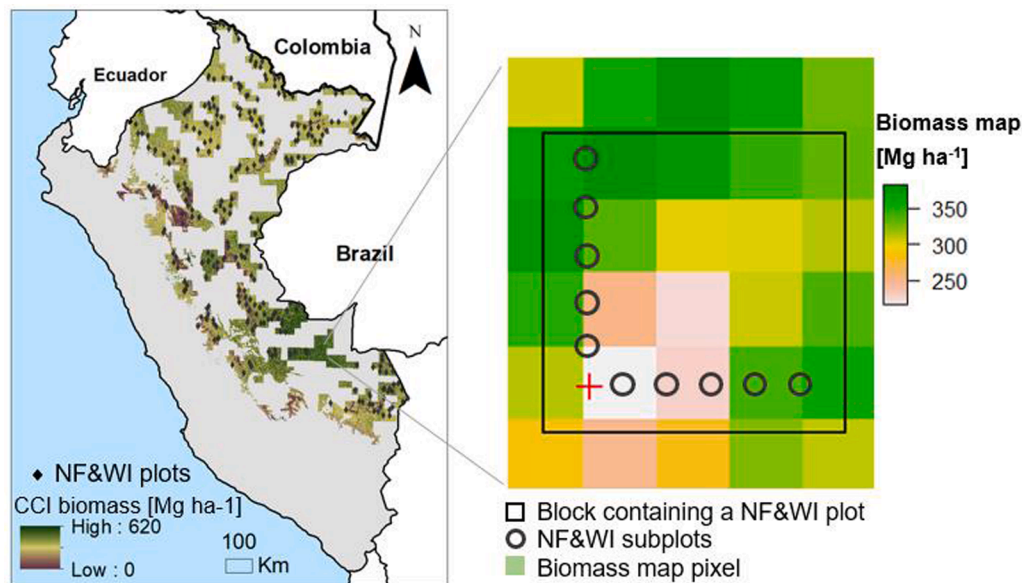 N
Colombia
Ecuador
Brazil
NF&WI plots
CCI biomass [Mg ha-1]
High : 620
Low : 0
100
Km
Biomass map
[Mg ha-1]
350
300
250
Block containing a NF&WI plot
NF&WI subplots
Biomass map pixel